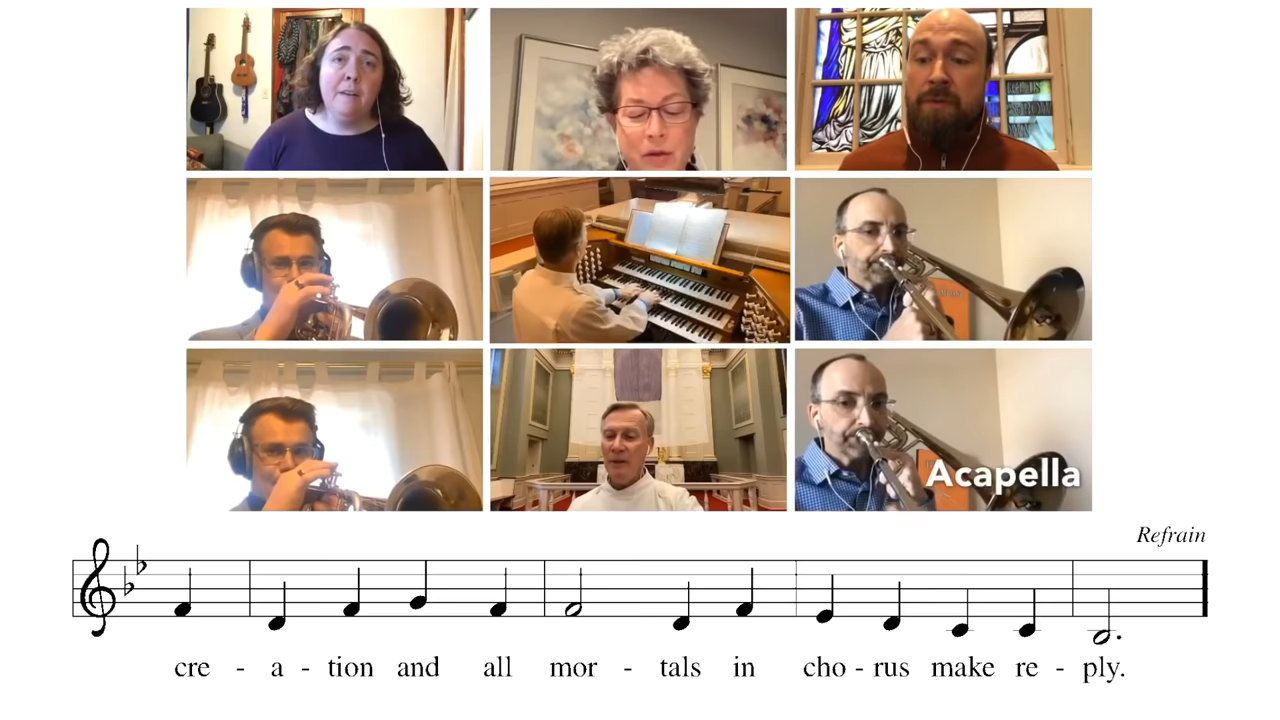 Acapella
Refrain
cre - a - tion and all mor - tals in cho - rus make re - ply.